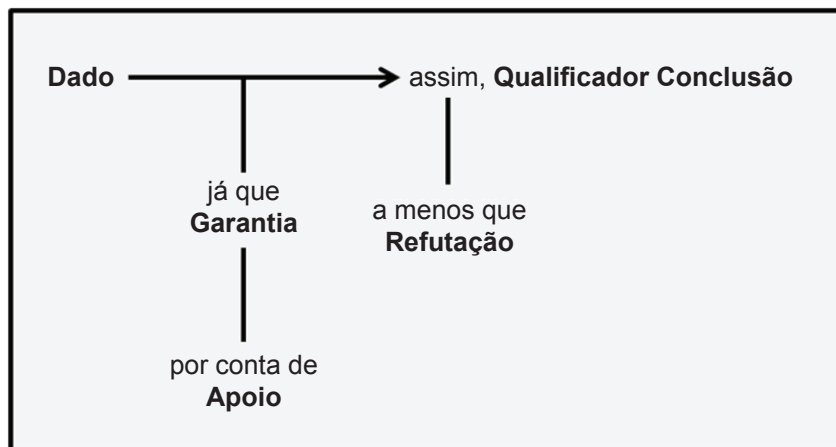 Dado assim, Qualificador Conclusão
já que
Garantia
a menos que
Refutação
por conta de
Apoio